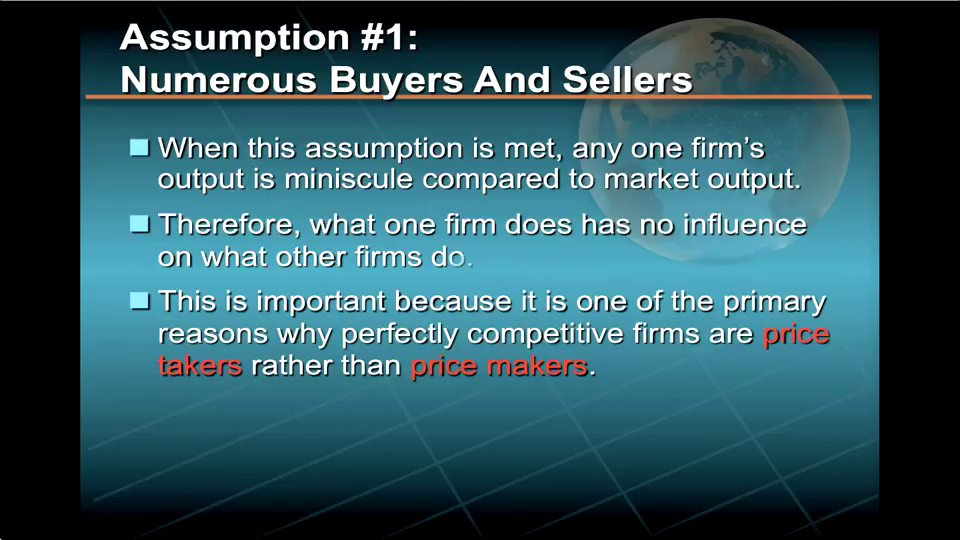 Assumption #1:
Numerous Buyers And Sellers
When this assumption is met, any one firm's
output is miniscule compared to market output.
Therefore, what one firm does has no influence
on what other firms do.
This is important because it is one of the primary
reasons why perfectly competitive firms are price
takers rather than price makers.